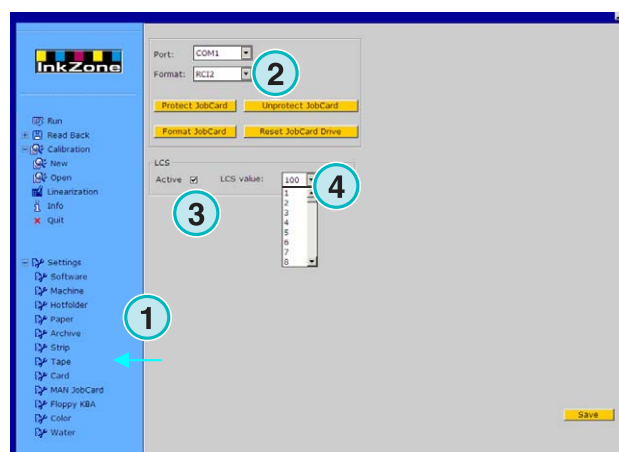 InkZone
Run
Read Back
Calibration
New
Open
Linearization
Info
Quit
Settings
Software
Machine
Hotfolder
Paper
Archive
Strip
Tape
Card
MAN JobCard
Floppy KBA
Color
Water
1
Port: COM1
Format: RCI2
2
Protect JobCard Unprotect JobCard
Format JobCard Reset JobCard Drive
LCS
Active LCS value: 100
3
4
1
2
3
4
5
6
7
8
Save